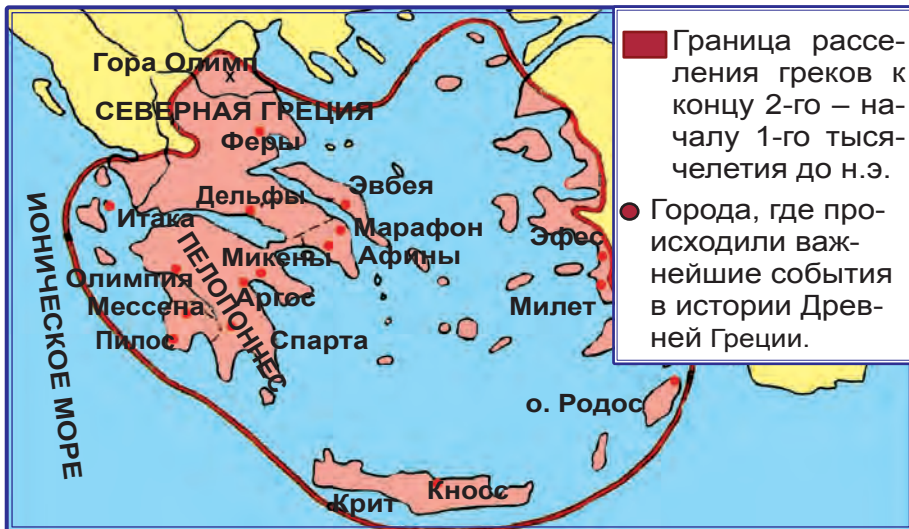 Гора Олимп
СЕВЕРНАЯ ГРЕЦИЯ
Феры
Дельфы
Эвбея
Итака
Марафон
Микены
Афины
Эфес
Олимпия
Аргос
Мессена
Милет
Пилос
Спарта
ПЕЛОПОННЕС
ИОНИЧЕСКОЕ МОРЕ
о. Родос
Кносс
Крит
Граница рассе-
ления греков к
концу 2-го – на-
чалу 1-го тыся-
челетия до н.э.
Города, где про-
исходили важ-
нейшие события
в истории Древ-
ней Греции.